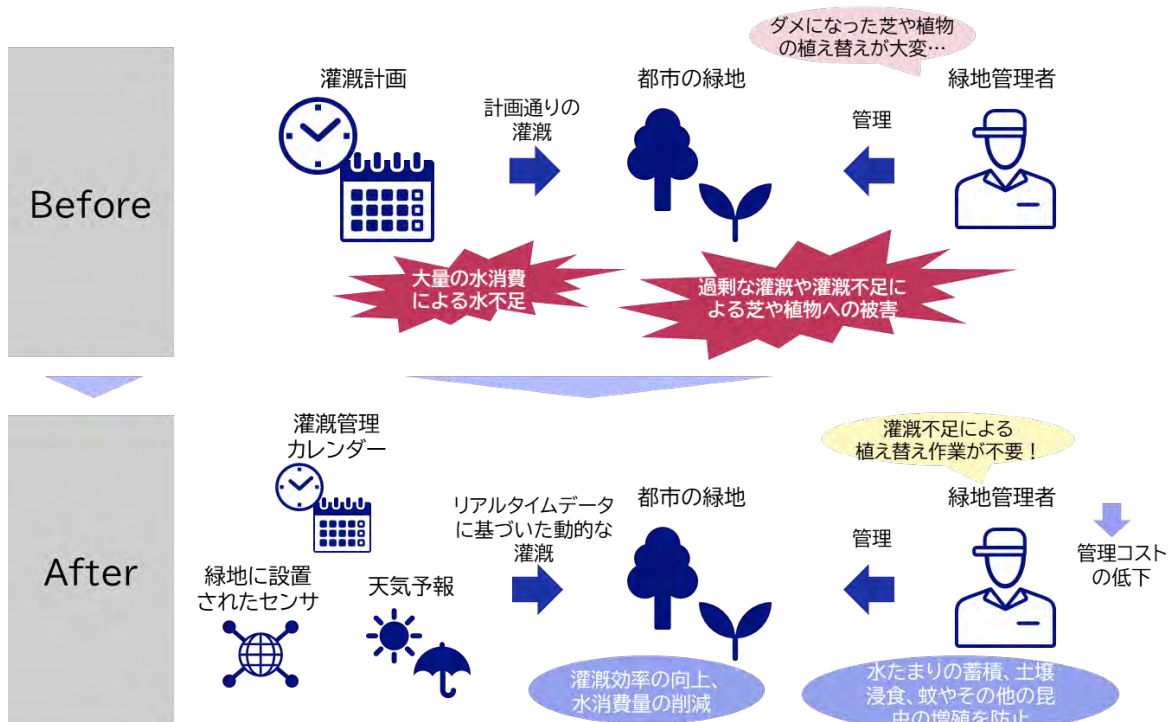 ダメになった芝や植物
の植え替えが大変…
灌漑計画
都市の緑地
緑地管理者
計画通りの
灌漑
管理
Before
大量の水消費
による水不足
過剰な灌漑や灌漑不足に
よる芝や植物への被害
灌漑管理
カレンダー
灌漑不足による
植え替え作業が不要！
リアルタイムデータ
に基づいた動的な
灌漑
都市の緑地
緑地管理者
管理
管理コスト
の低下
After
緑地に設置
されたセンサ
天気予報
灌漑効率の向上、
水消費量の削減
水たまりの蓄積、土壌
浸食、蚊やその他の昆
虫の増殖を防止